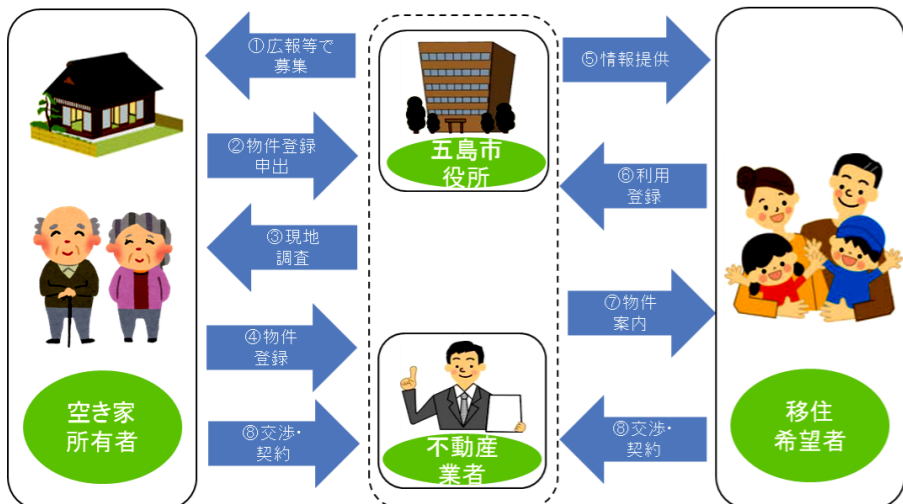 ①広報等で
募集
②物件登録
申出
③現地
調査
④物件
登録
⑧交渉・
契約
空き家
所有者
五島市
役所
不動産
業者
⑤情報提供
⑥利用
登録
⑦物件
案内
⑧交渉・
契約
移住
希望者